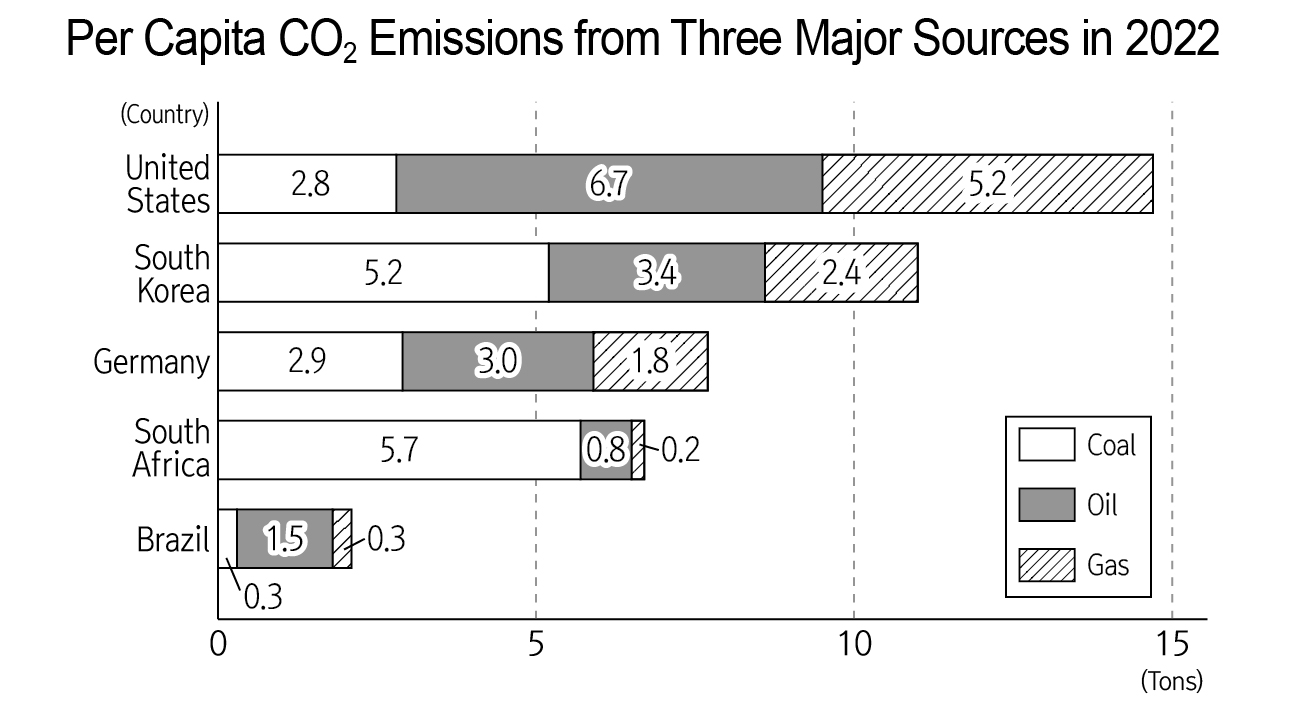 Per Capita CO₂ Emissions from Three Major Sources in 2022
(Country)
United
States
2.8
6.7
5.2
South
Korea
5.2
3.4
2.4
Germany
2.9
3.0
1.8
South
Africa
5.7
0.8
0.2
Brazil
1.5
0.3
0.3
Coal
Oil
Gas
0
5
10
15
(Tons)